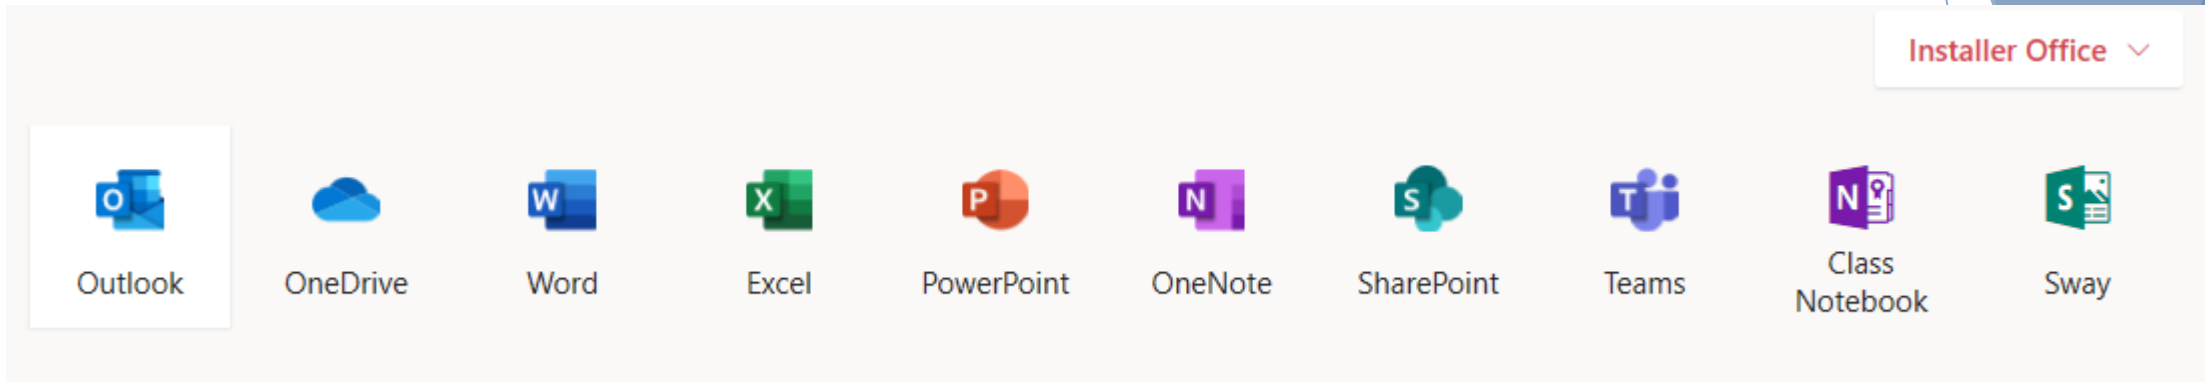 Installer Office
O W X P N S T N S
Outlook OneDrive Word Excel PowerPoint OneNote SharePoint Teams Class Notebook Sway